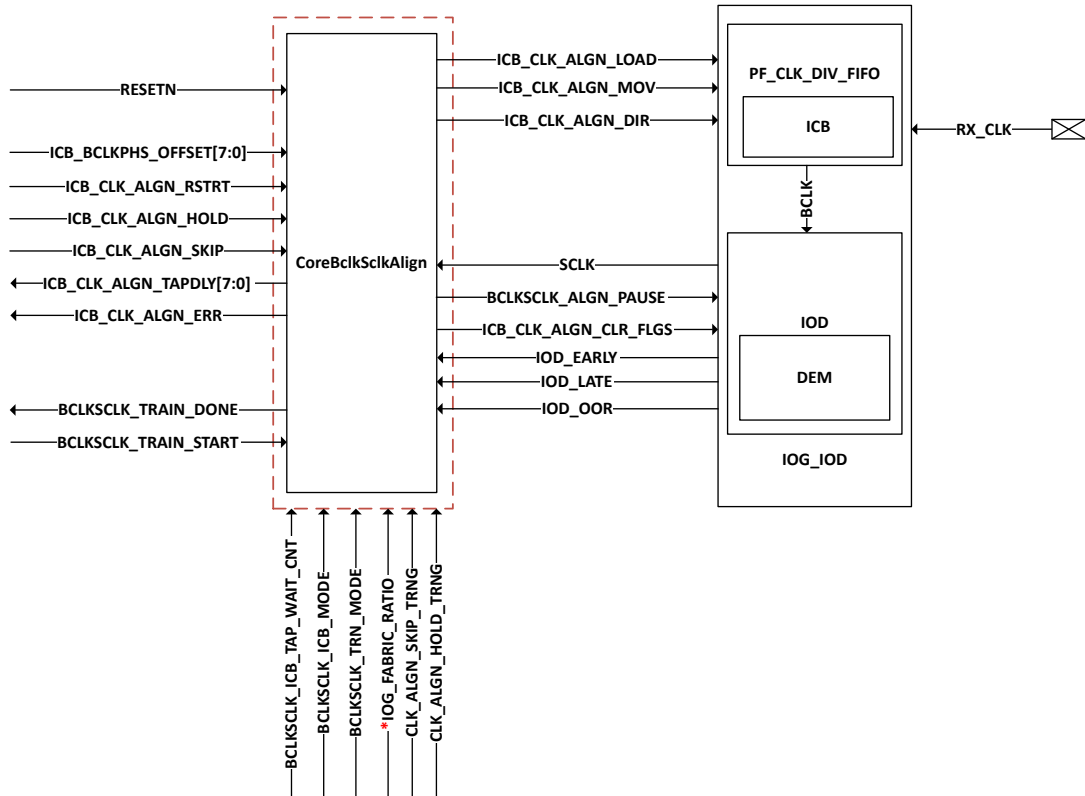 RESETN
ICB_BCLKPHS_OFFSET[7:0]
ICB_CLK_ALGN_RSTRT
ICB_CLK_ALGN_HOLD
ICB_CLK_ALGN_SKIP
ICB_CLK_ALGN_TAPDLY[7:0]
ICB_CLK_ALGN_ERR
BCLKSCLK_TRAIN_DONE
BCLKSCLK_TRAIN_START
CoreBclkSclkAlign
ICB_CLK_ALGN_LOAD
ICB_CLK_ALGN_MOV
ICB_CLK_ALGN_DIR
SCLK
BCLKSCLK_ALGN_PAUSE
ICB_CLK_ALGN_CLR_FLGS
IOD_EARLY
IOD_LATE
IOD_OOR
PF_CLK_DIV_FIFO
ICB
BCLK
IOD
DEM
IOG_IOD
RX_CLK
BCLKSCLK_ICB_TAP_WAIT_CNT
BCLKSCLK_ICB_MODE
BCLKSCLK_TRN_MODE
*IOG_FABRIC_RATIO
CLK_ALGN_SKIP_TRNG
CLK_ALGN_HOLD_TRNG